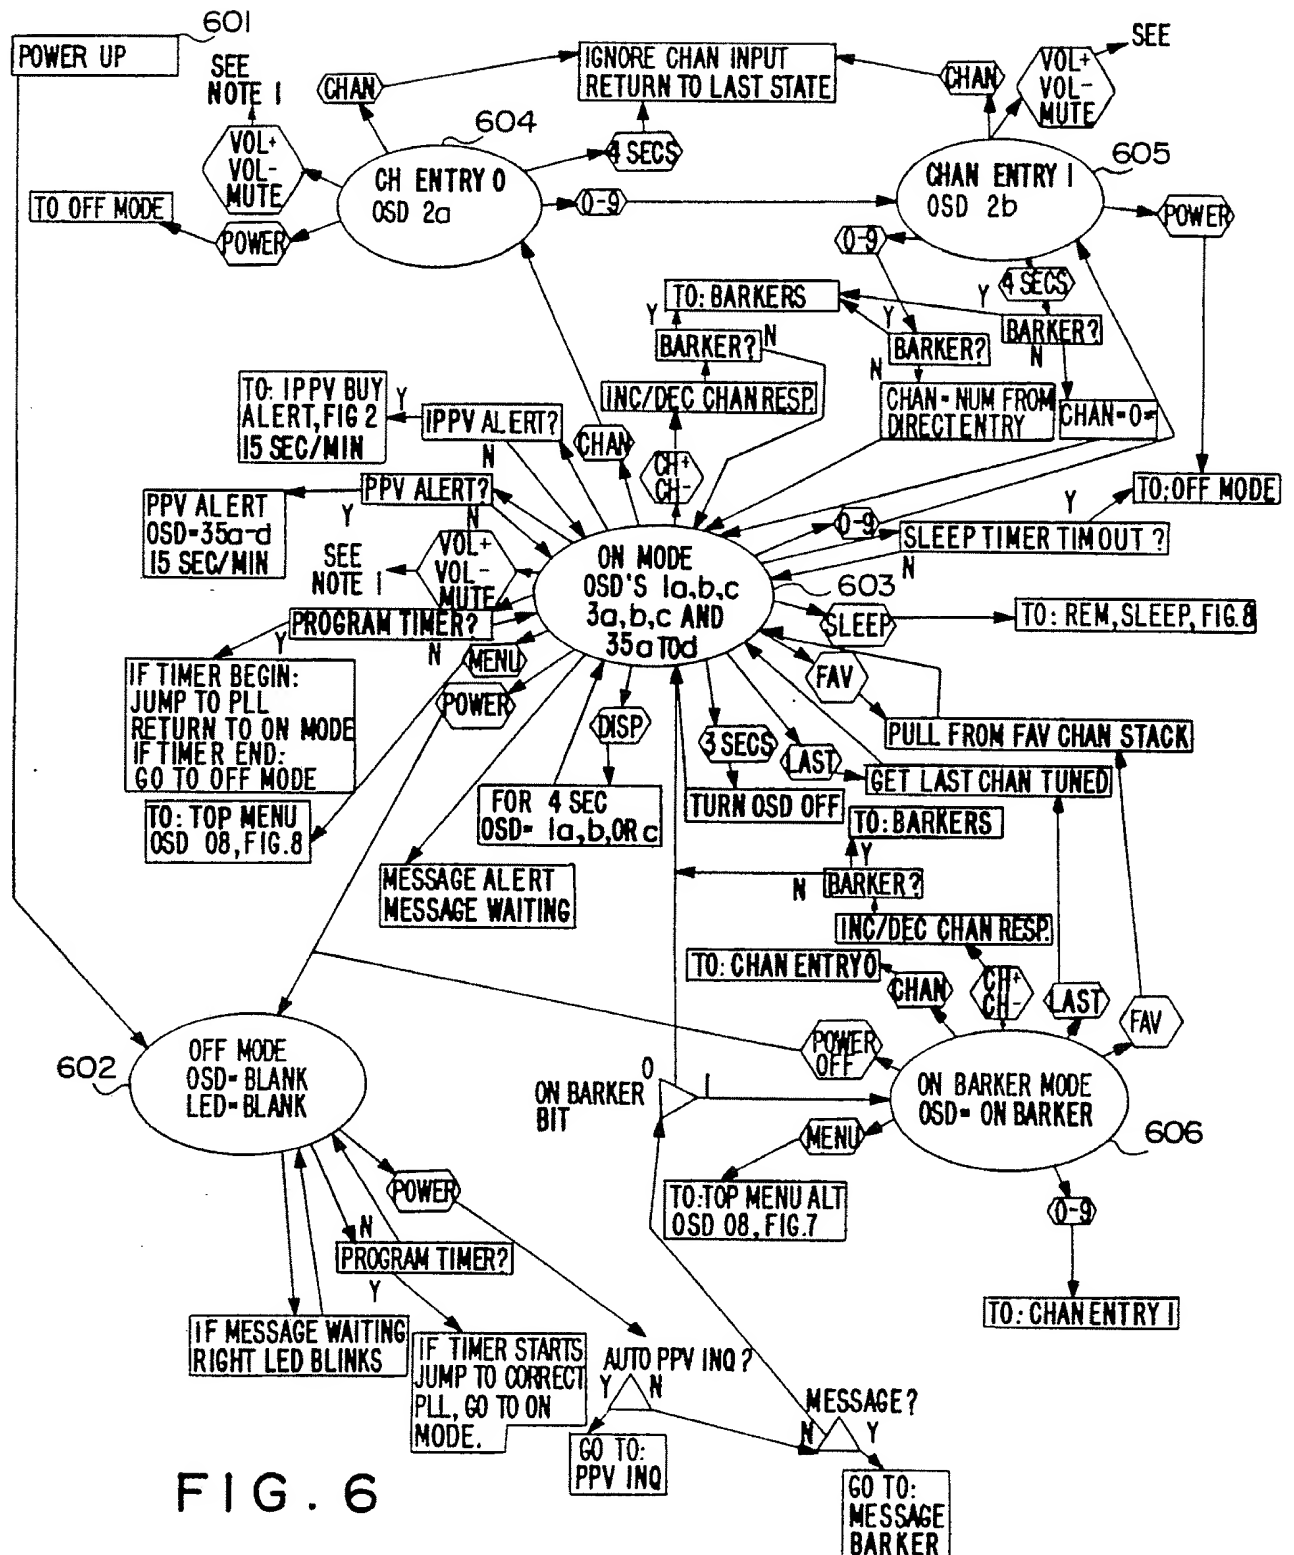 601
POWER UP
SEE
NOTE 1
CHAN
IGNORE CHAN INPUT
RETURN TO LAST STATE
CHAN
VOL+
VOL-
MUTE
SEE
604
4 SECS
605
VOL+
VOL-
MUTE
CH ENTRY 0
OSD 2a
0-9
CHAN ENTRY 1
OSD 2b
TO OFF MODE
POWER
POWER
0-9
4 SECS
TO: BARKERS
Y
Y
Y
N
BARKER?
BARKER?
BARKER?
N
N
INC/DEC CHAN RESP.
CHAN=NUM FROM
DIRECT ENTRY
CHAN=0≠
TO: IPPV BUY
ALERT, FIG 2
15 SEC/MIN
Y
IPPV ALERT?
N
CHAN
CH+
CH-
TO:OFF MODE
Y
PPV ALERT
OSD=35a-d
15 SEC/MIN
PPV ALERT?
Y
N
0-9
SLEEP TIMER TIMOUT ?
N
SEE
NOTE 1
VOL+
VOL-
MUTE
ON MODE
OSD'S 1a,b,c
3a,b,c AND
35a TO d
603
SLEEP
TO: REM, SLEEP, FIG.8
PROGRAM TIMER?
Y
N
MENU
FAV
IF TIMER BEGIN:
JUMP TO PLL
RETURN TO ON MODE
IF TIMER END:
GO TO OFF MODE
POWER
DISP
3 SECS
LAST
PULL FROM FAV CHAN STACK
GET LAST CHAN TUNED
TO: TOP MENU
OSD 08, FIG.8
FOR 4 SEC
OSD= 1a,b,OR c
TURN OSD OFF
TO: BARKERS
Y
MESSAGE ALERT
MESSAGE WAITING
N
BARKER?
INC/DEC CHAN RESP.
TO: CHAN ENTRY 0
CHAN
CH+
CH-
LAST
FAV
POWER
OFF
602
OFF MODE
OSD=BLANK
LED=BLANK
ON BARKER
BIT
0
1
ON BARKER MODE
OSD= ON BARKER
606
MENU
POWER
TO:TOP MENU ALT
OSD 08, FIG.7
0-9
N
PROGRAM TIMER?
Y
TO: CHAN ENTRY 1
IF MESSAGE WAITING
RIGHT LED BLINKS
IF TIMER STARTS
JUMP TO CORRECT
PLL, GO TO ON
MODE.
AUTO PPV INQ ?
Y
N
MESSAGE?
N
Y
GO TO:
PPV INQ
GO TO:
MESSAGE
BARKER
FIG. 6